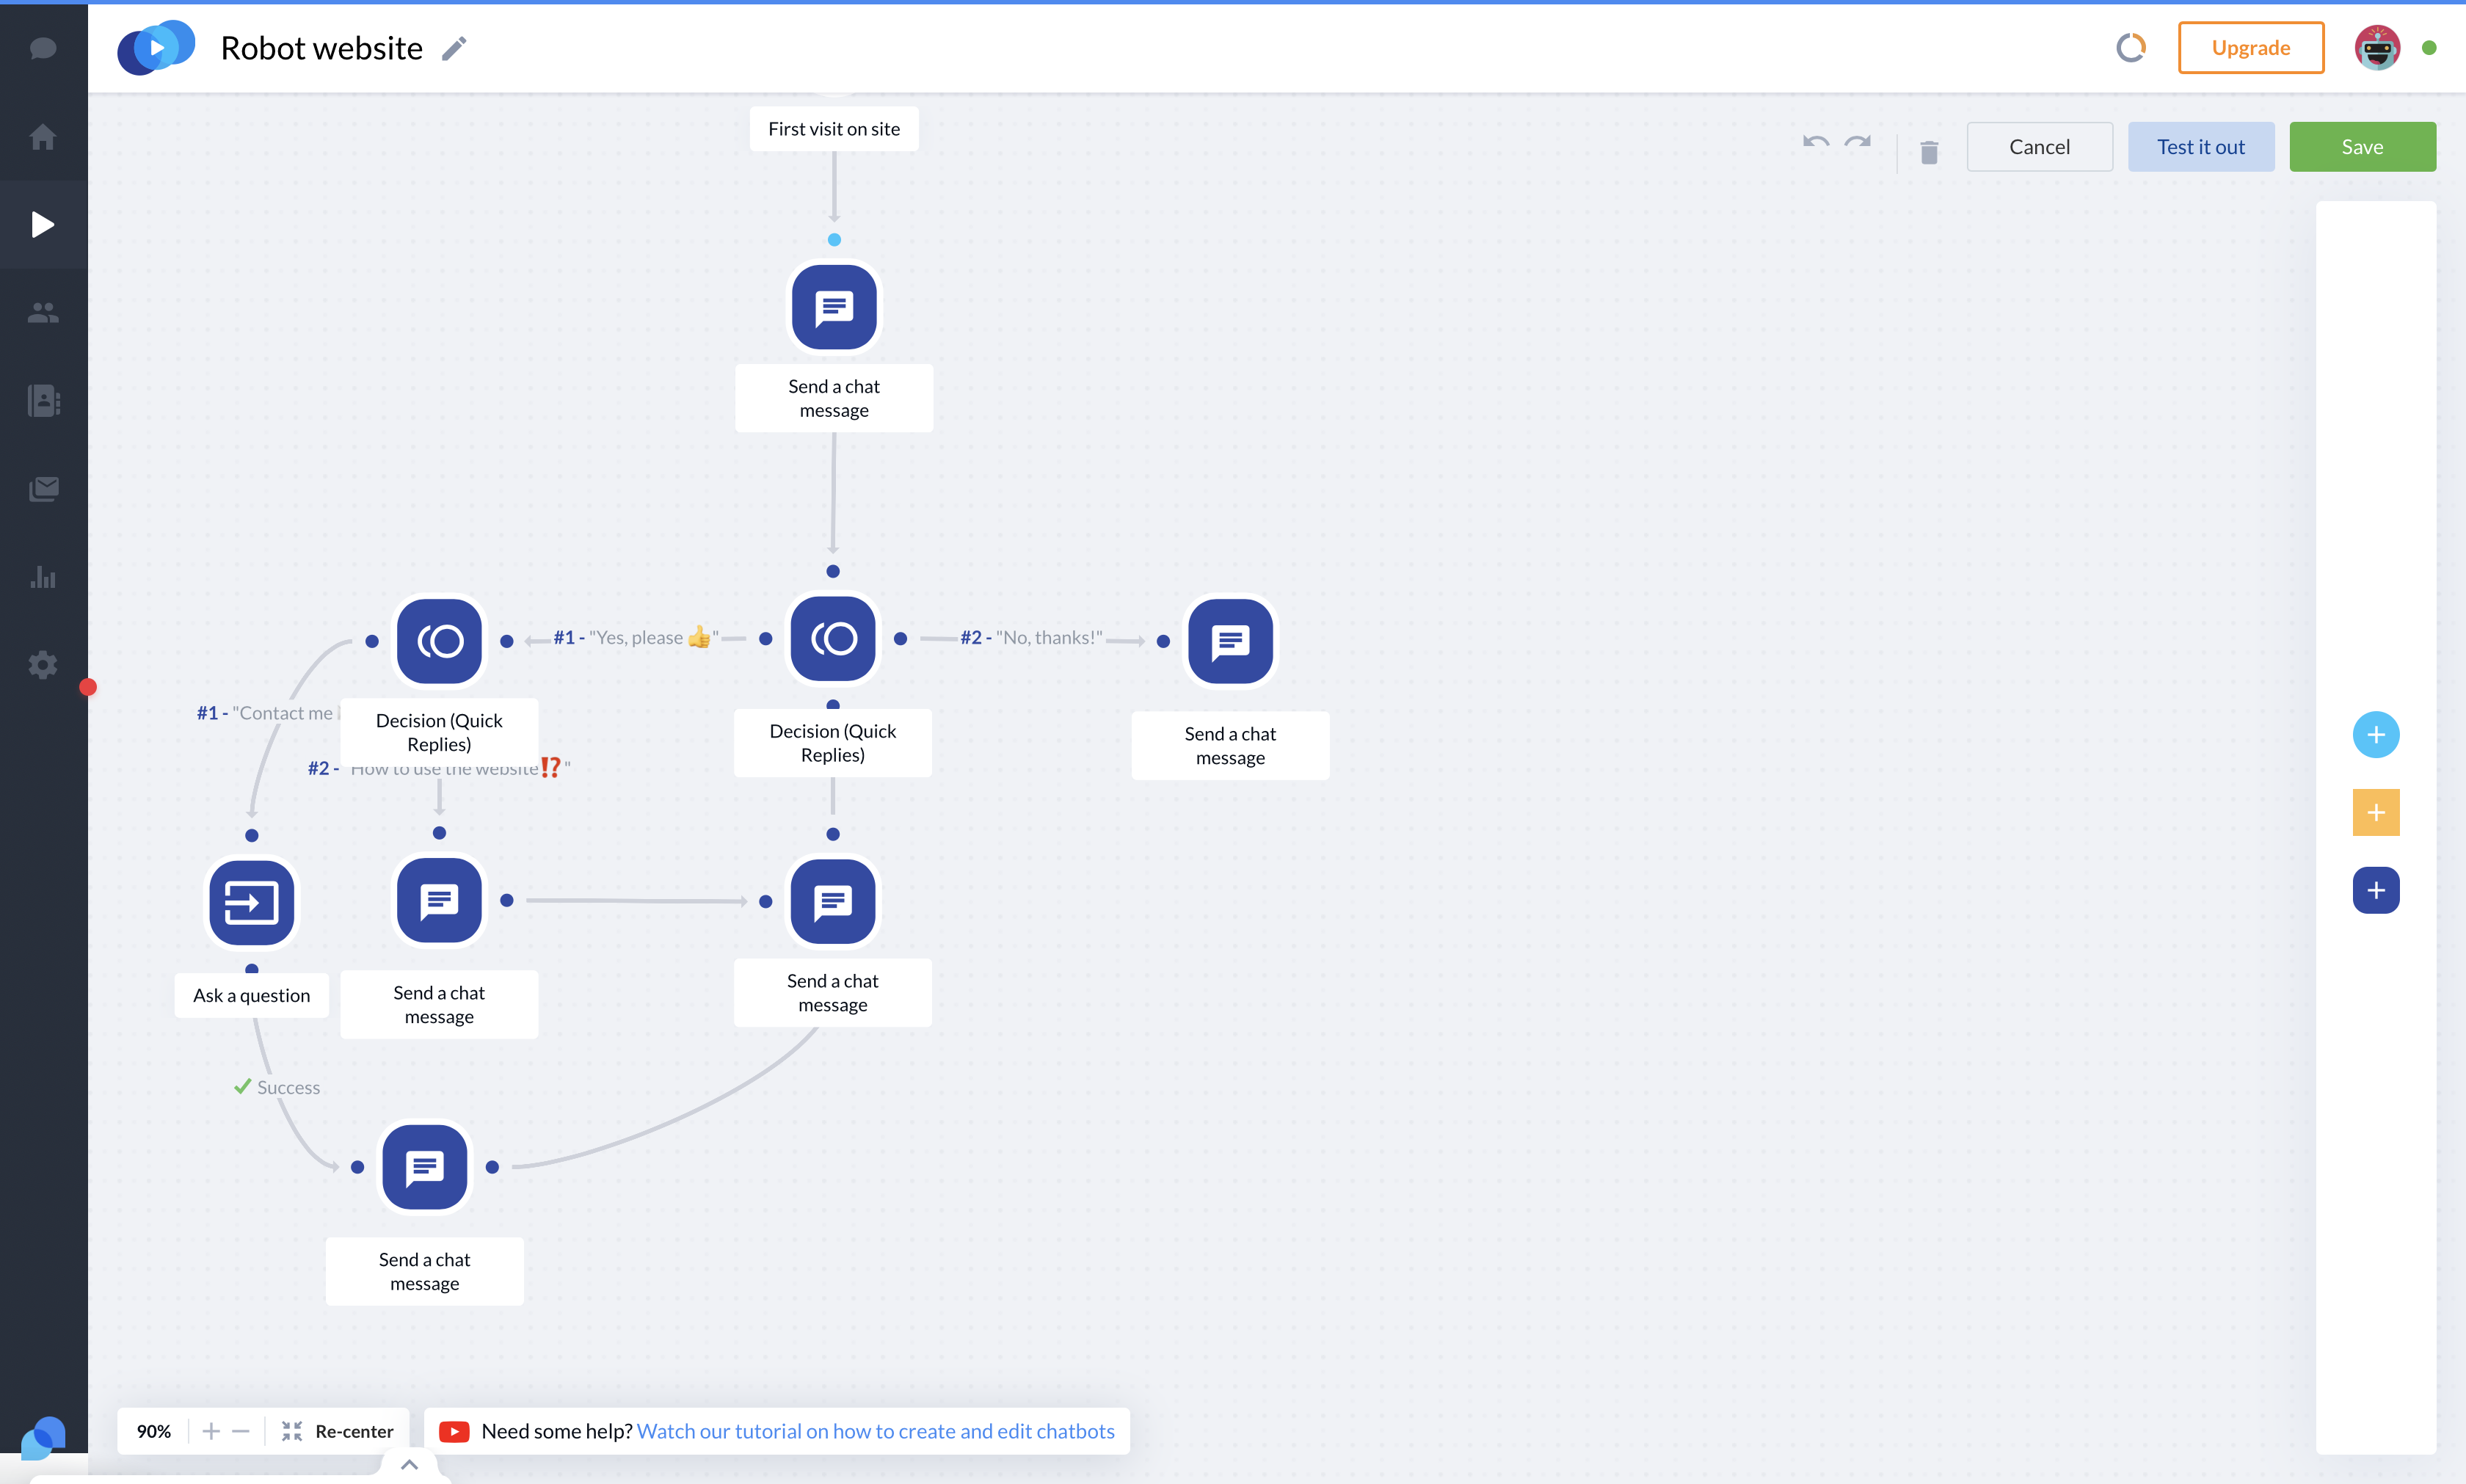 Robot website
Upgrade
First visit on site
Cancel
Test it out
Save
Send a chat
message
#1 - "Yes, please 👍"
#2 - "No, thanks!"
#1 - "Contact me
Decision (Quick
Replies)
Decision (Quick
Replies)
Send a chat
message
#2 - "How to use the website⁉️"
Ask a question
Send a chat
message
Send a chat
message
Success
Send a chat
message
90%
Re-center
Need some help? Watch our tutorial on how to create and edit chatbots